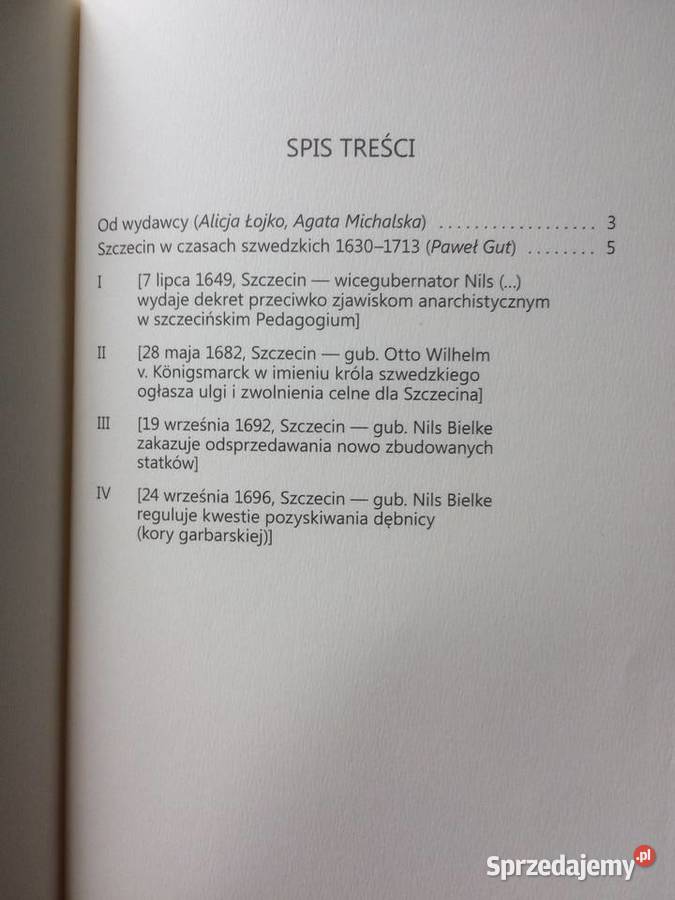 SPIS TREŚCI
Od wydawcy (Alicja Łojko, Agata Michalska) .................. 3
Szczecin w czasach szwedzkich 1630–1713 (Paweł Gut) ........ 5
I [7 lipca 1649, Szczecin — wicegubernator Nils (...)
wydaje dekret przeciwko zjawiskom anarchistycznym
w szczecińskim Pedagogium]
II [28 maja 1682, Szczecin — gub. Otto Wilhelm
v. Königsmarck w imieniu króla szwedzkiego
ogłasza ulgi i zwolnienia celne dla Szczecina]
III [19 września 1692, Szczecin — gub. Nils Bielke
zakazuje odsprzedawania nowo zbudowanych
statków]
IV [24 września 1696, Szczecin — gub. Nils Bielke
reguluje kwestie pozyskiwania dębnicy
(kory garbarskiej)]
Sprzedajemy.pl